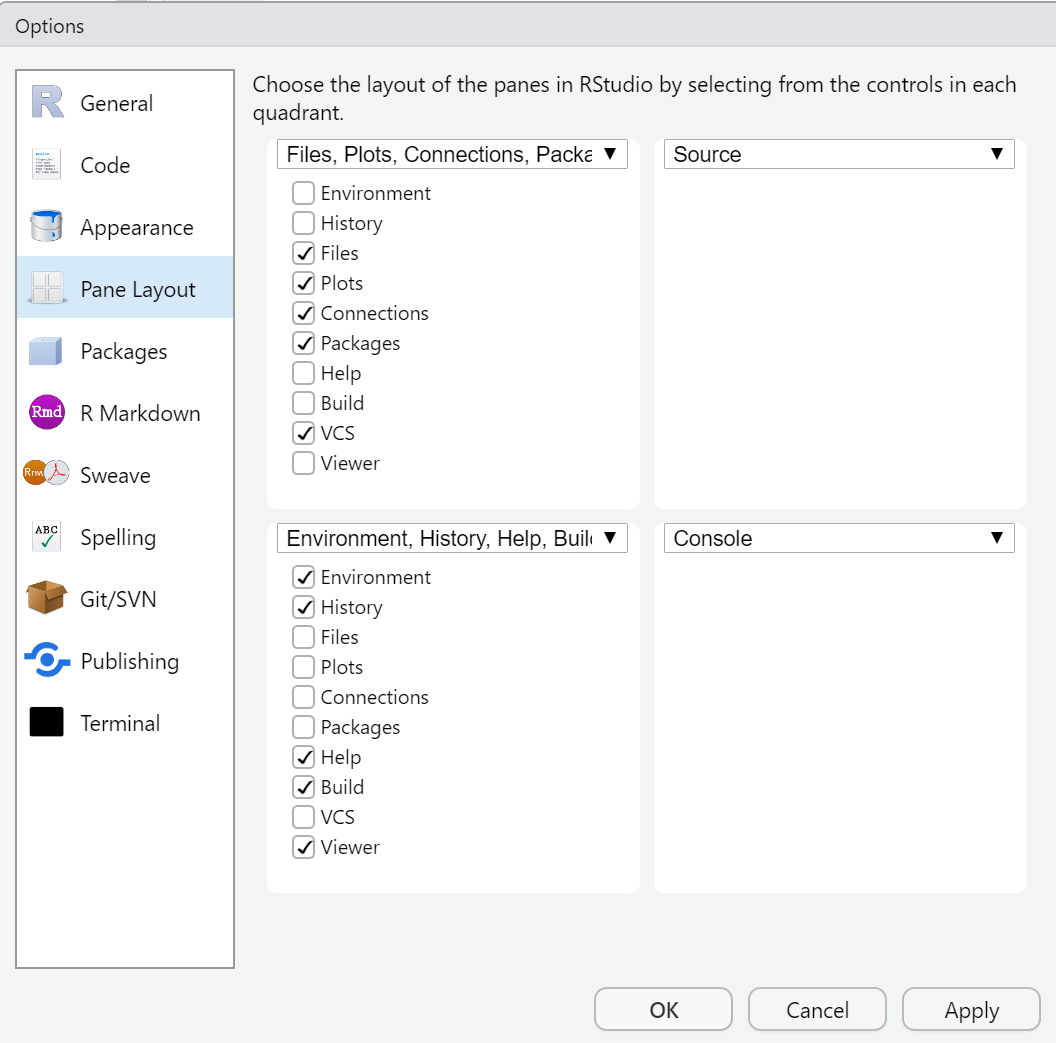 Options
General
Code
Appearance
Pane Layout
Packages
Rmd
R Markdown
Rnw
Sweave
ABC
Spelling
Git/SVN
Publishing
Terminal
Choose the layout of the panes in RStudio by selecting from the controls in each
quadrant.
Files, Plots, Connections, Packa
Environment
History
Files
Plots
Connections
Packages
Help
Build
VCS
Viewer
Source
Environment, History, Help, Buil
Environment
History
Files
Plots
Connections
Packages
Help
Build
VCS
Viewer
Console
OK
Cancel
Apply